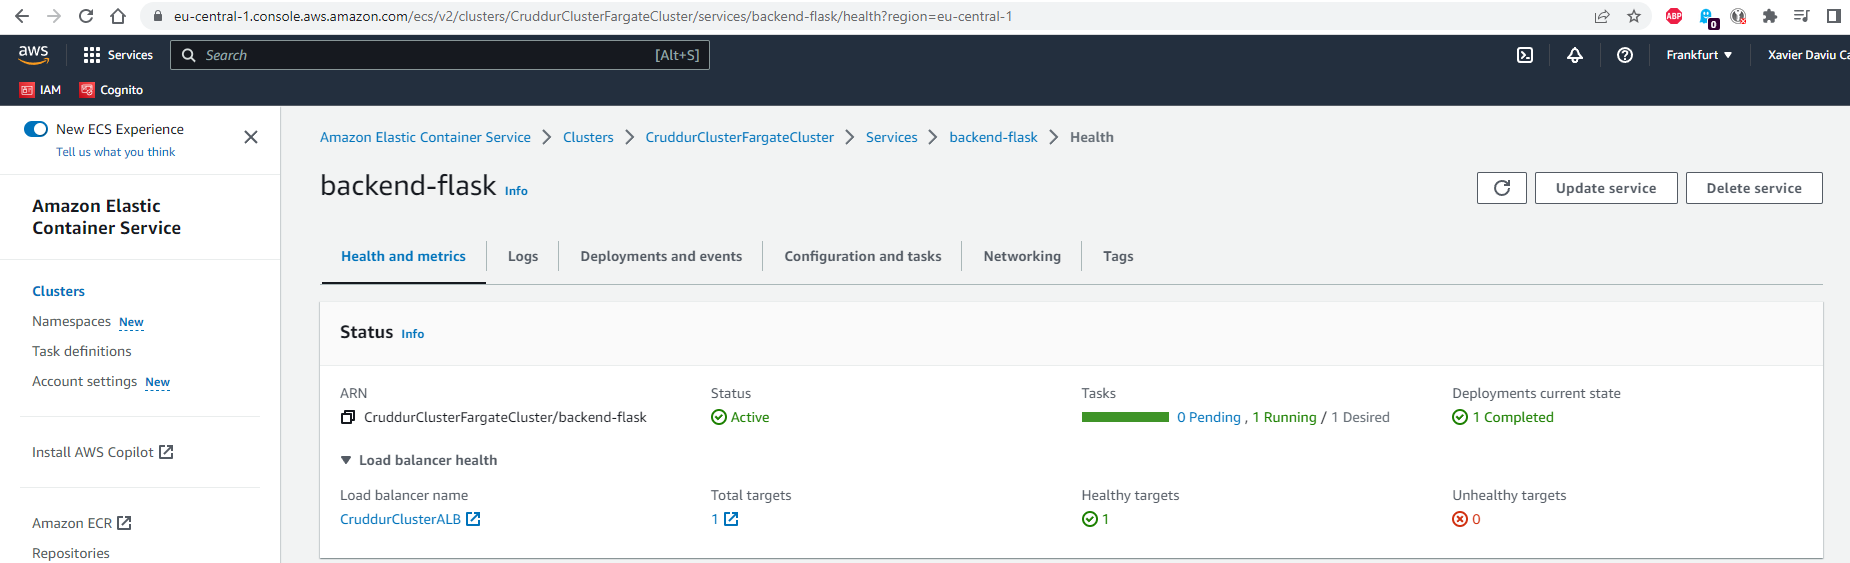 eu-central-1.console.aws.amazon.com/ecs/v2/clusters/CruddurClusterFargateCluster/services/backend-flask/health?region=eu-central-1
ABP
0
aws
Services
Search
[Alt+S]
Frankfurt
Xavier Daviu Ca
IAM
Cognito
New ECS Experience
Tell us what you think
Amazon Elastic
Container Service
Clusters
Namespaces New
Task definitions
Account settings New
Install AWS Copilot
Amazon ECR
Repositories
Amazon Elastic Container Service > Clusters > CruddurClusterFargateCluster > Services > backend-flask > Health
backend-flask Info
Update service
Delete service
Health and metrics
Logs
Deployments and events
Configuration and tasks
Networking
Tags
Status Info
ARN
CruddurClusterFargateCluster/backend-flask
Status
Active
Tasks
0 Pending , 1 Running / 1 Desired
Deployments current state
1 Completed
Load balancer health
Load balancer name
CruddurClusterALB
Total targets
1
Healthy targets
1
Unhealthy targets
0